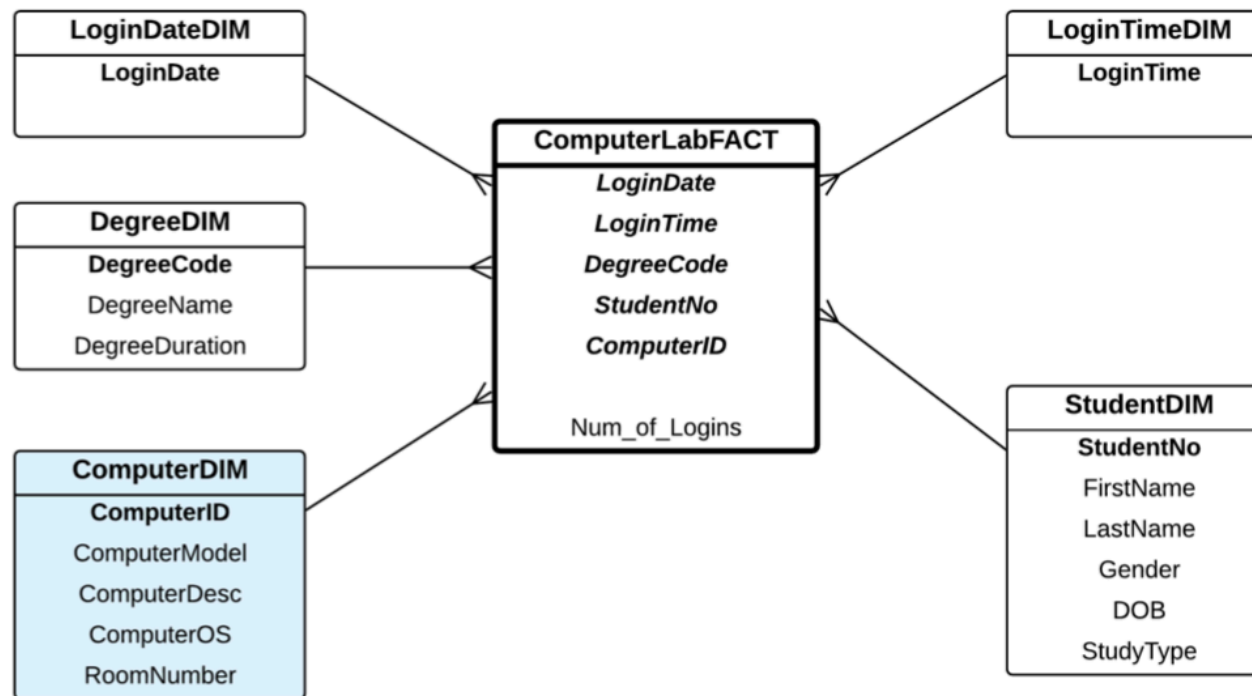 LoginDateDIM
LoginDate
LoginTimeDIM
LoginTime
ComputerLabFACT
LoginDate
LoginTime
DegreeCode
StudentNo
ComputerID
Num_of_Logins
DegreeDIM
DegreeCode
DegreeName
DegreeDuration
ComputerDIM
ComputerID
ComputerModel
ComputerDesc
ComputerOS
RoomNumber
StudentDIM
StudentNo
FirstName
LastName
Gender
DOB
StudyType